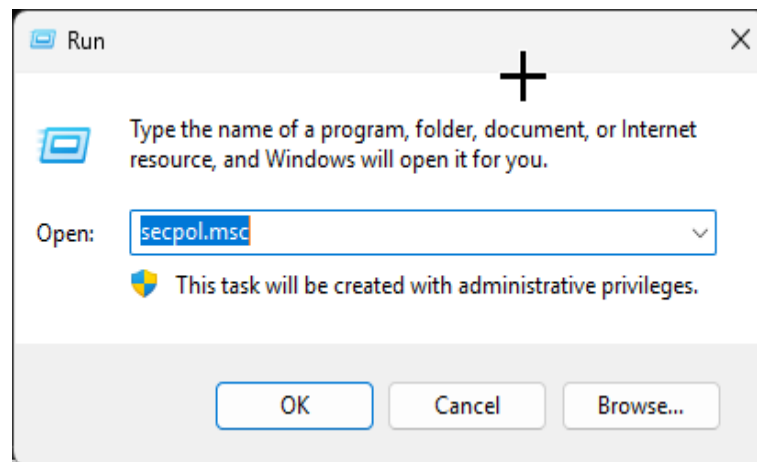 Run
Type the name of a program, folder, document, or Internet
resource, and Windows will open it for you.
Open: secpol.msc
This task will be created with administrative privileges.
OK Cancel Browse...